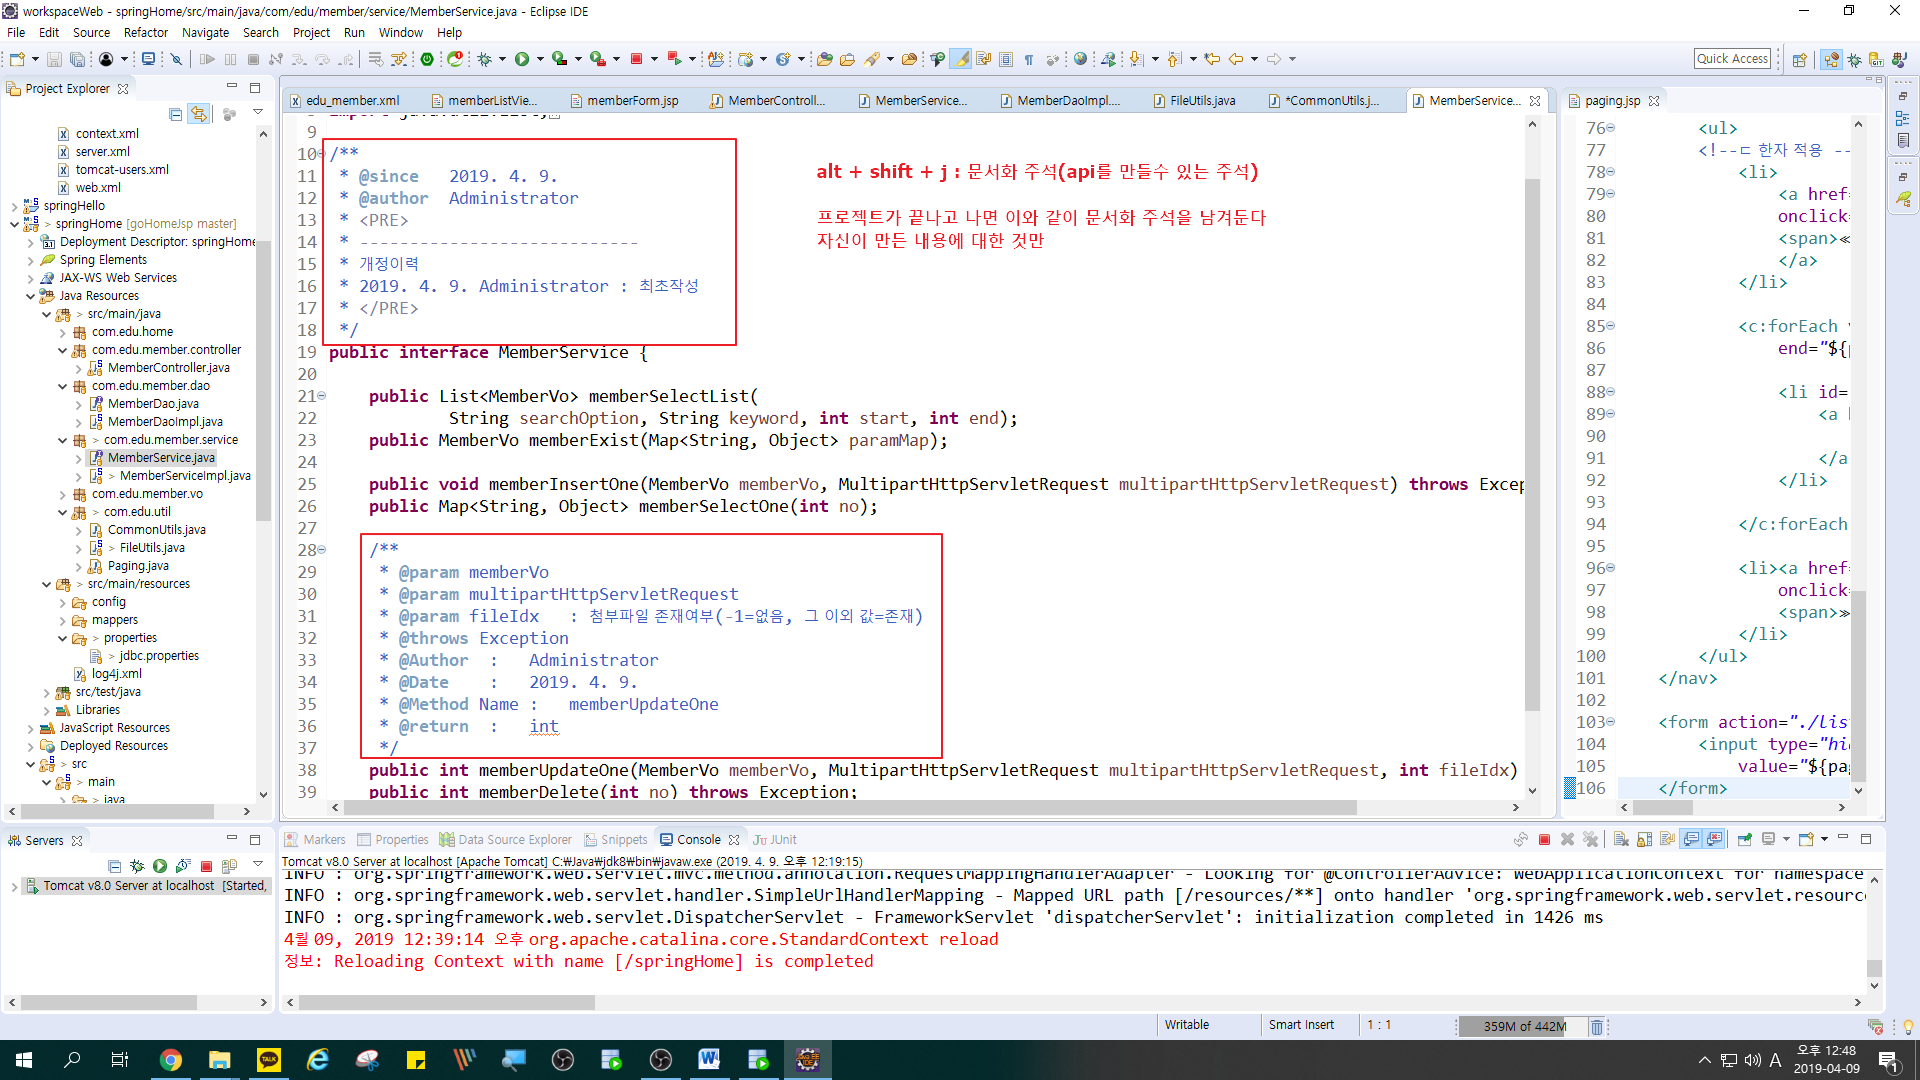 workspaceWeb - springHome/src/main/java/com/edu/member/service/MemberService.java - Eclipse IDE
File Edit Source Refactor Navigate Search Project Run Window Help
Quick Access
Project Explorer
context.xml
server.xml
tomcat-users.xml
web.xml
springHello
> springHome [goHomeJsp master]
Deployment Descriptor: springHome
Spring Elements
JAX-WS Web Services
Java Resources
> src/main/java
com.edu.home
com.edu.member.controller
MemberController.java
com.edu.member.dao
MemberDao.java
MemberDaoImpl.java
> com.edu.member.service
MemberService.java
> MemberServiceImpl.java
com.edu.member.vo
> com.edu.util
CommonUtils.java
> FileUtils.java
Paging.java
> src/main/resources
config
mappers
> properties
> jdbc.properties
log4j.xml
src/test/java
Libraries
JavaScript Resources
Deployed Resources
> src
> main
> java
edu_member.xml memberListVie... memberForm.jsp MemberControll... MemberService... MemberDaoImpl.... FileUtils.java *CommonUtils.j... MemberService...
9
10 /**
11 * @since 2019. 4. 9.
12 * @author Administrator
13 * <PRE>
14 * ----------------------------
15 * 개정이력
16 * 2019. 4. 9. Administrator : 최초작성
17 * </PRE>
18 */
19 public interface MemberService {
20
21 public List<MemberVo> memberSelectList(
22 String searchOption, String keyword, int start, int end);
23 public MemberVo memberExist(Map<String, Object> paramMap);
24
25 public void memberInsertOne(MemberVo memberVo, MultipartHttpServletRequest multipartHttpServletRequest) throws Excep
26 public Map<String, Object> memberSelectOne(int no);
27
28 /**
29 * @param memberVo
30 * @param multipartHttpServletRequest
31 * @param fileIdx : 첨부파일 존재여부(-1=없음, 그 이외 값=존재)
32 * @throws Exception
33 * @Author : Administrator
34 * @Date : 2019. 4. 9.
35 * @Method Name : memberUpdateOne
36 * @return : int
37 */
38 public int memberUpdateOne(MemberVo memberVo, MultipartHttpServletRequest multipartHttpServletRequest, int fileIdx)
39 public int memberDelete(int no) throws Exception;
alt + shift + j : 문서화 주석(api를 만들수 있는 주석)
프로젝트가 끝나고 나면 이와 같이 문서화 주석을 남겨둔다
자신이 만든 내용에 대한 것만
paging.jsp
76 <ul>
77 <!--ㄷ 한자 적용 --
78 <li>
79 <a href=
80 onclick=
81 <span>≪
82 </a>
83 </li>
84
85 <c:forEach
86 end="${
87
88 <li id=
89 <a
90
91 </a
92 </li>
93
94 </c:forEach
95
96 <li><a href=
97 onclick=
98 <span>≫
99 </li>
100 </ul>
101 </nav>
102
103 <form action="./lis
104 <input type="hi
105 value="${pag
106 </form>
Servers
Tomcat v8.0 Server at localhost [Started,
Markers Properties Data Source Explorer Snippets Console JUnit
Tomcat v8.0 Server at localhost [Apache Tomcat] C:₩Java₩jdk8₩bin₩javaw.exe (2019. 4. 9. 오후 12:19:15)
INFO : org.springframework.web.servlet.mvc.method.annotation.RequestMappingHandlerAdapter - Looking for @ControllerAdvice: WebApplicationContext for namespace
INFO : org.springframework.web.servlet.handler.SimpleUrlHandlerMapping - Mapped URL path [/resources/**] onto handler 'org.springframework.web.servlet.resourc
INFO : org.springframework.web.servlet.DispatcherServlet - FrameworkServlet 'dispatcherServlet': initialization completed in 1426 ms
4월 09, 2019 12:39:14 오후 org.apache.catalina.core.StandardContext reload
정보: Reloading Context with name [/springHome] is completed
Writable Smart Insert 1 : 1 359M of 442M
TALK
A 오후 12:48
2019-04-09
1